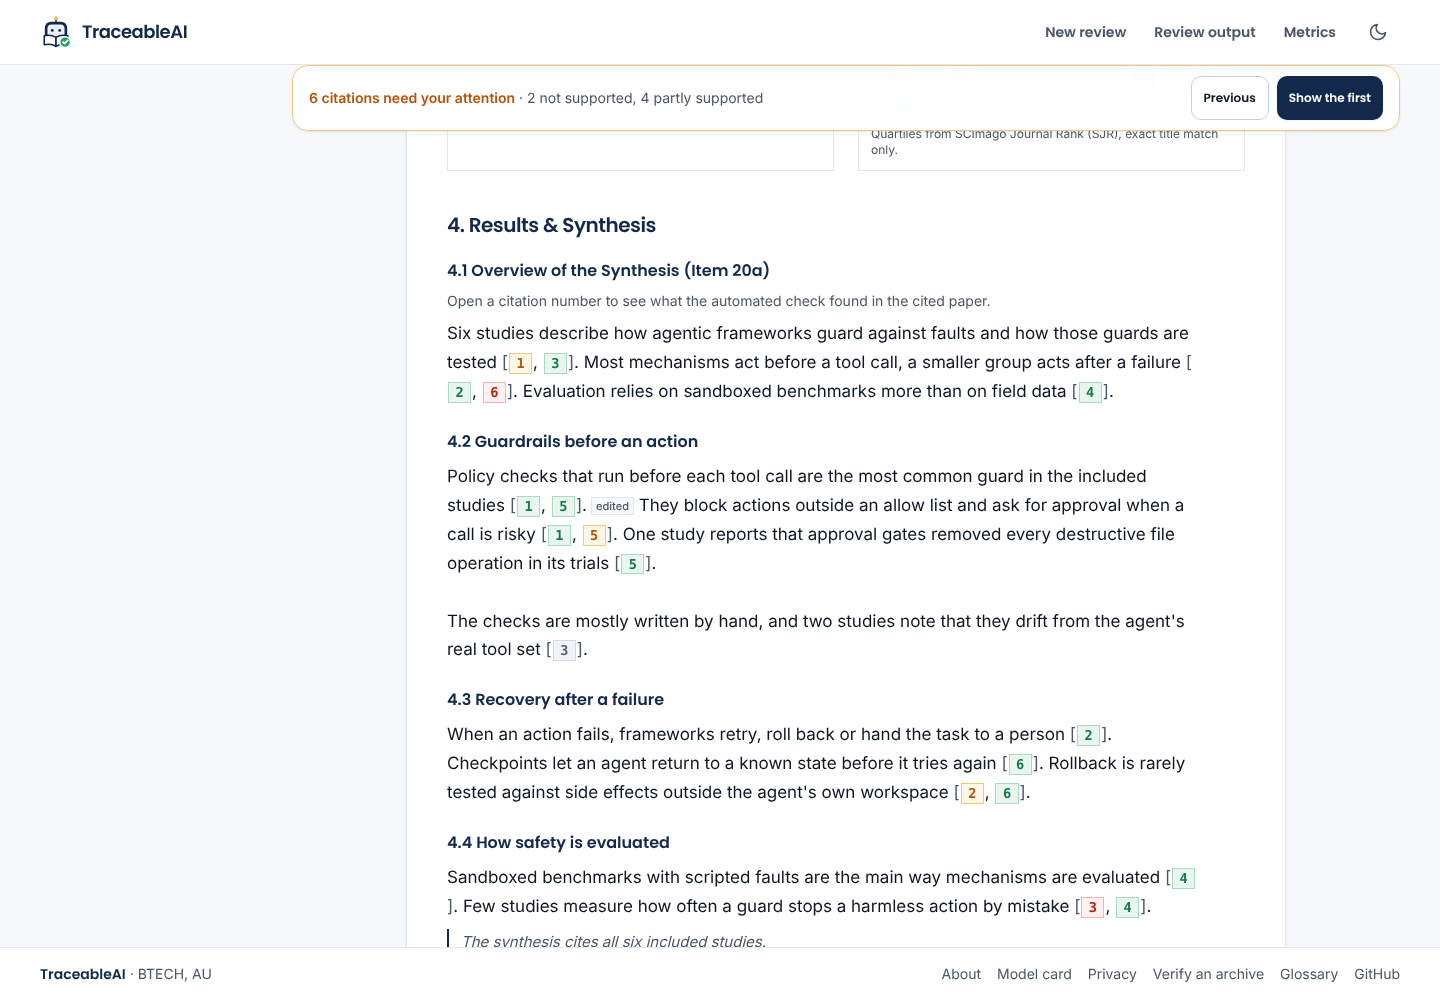 TraceableAI
New review
Review output
Metrics
6 citations need your attention · 2 not supported, 4 partly supported
Previous
Show the first
Quartiles from SCImago Journal Rank (SJR), exact title match
only.
4. Results & Synthesis
4.1 Overview of the Synthesis (Item 20a)
Open a citation number to see what the automated check found in the cited paper.
Six studies describe how agentic frameworks guard against faults and how those guards are
tested [1, 3]. Most mechanisms act before a tool call, a smaller group acts after a failure [
2, 6]. Evaluation relies on sandboxed benchmarks more than on field data [4].
4.2 Guardrails before an action
Policy checks that run before each tool call are the most common guard in the included
studies [1, 5]. edited They block actions outside an allow list and ask for approval when a
call is risky [1, 5]. One study reports that approval gates removed every destructive file
operation in its trials [5].
The checks are mostly written by hand, and two studies note that they drift from the agent's
real tool set [3].
4.3 Recovery after a failure
When an action fails, frameworks retry, roll back or hand the task to a person [2].
Checkpoints let an agent return to a known state before it tries again [6]. Rollback is rarely
tested against side effects outside the agent's own workspace [2, 6].
4.4 How safety is evaluated
Sandboxed benchmarks with scripted faults are the main way mechanisms are evaluated [4
]. Few studies measure how often a guard stops a harmless action by mistake [3, 4].
The synthesis cites all six included studies.
TraceableAI · BTECH, AU
About
Model card
Privacy
Verify an archive
Glossary
GitHub